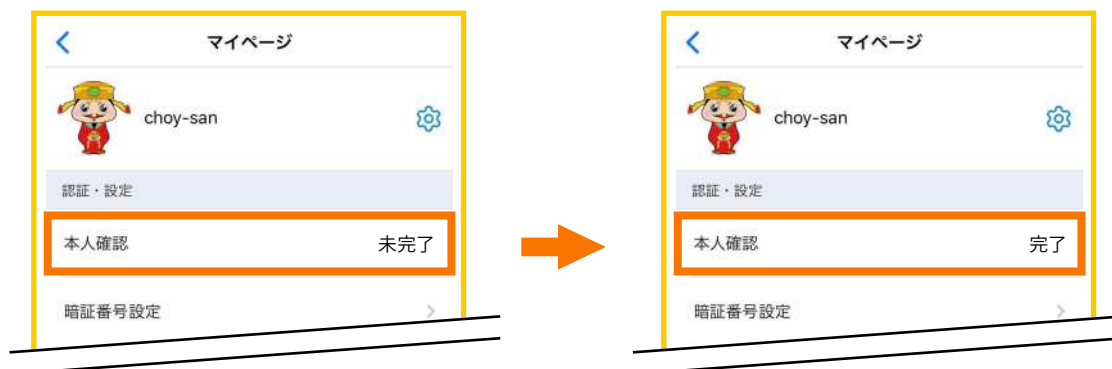 マイページ
choy-san
認証・設定
本人確認 未完了
暗証番号設定
マイページ
choy-san
認証・設定
本人確認 完了
暗証番号設定